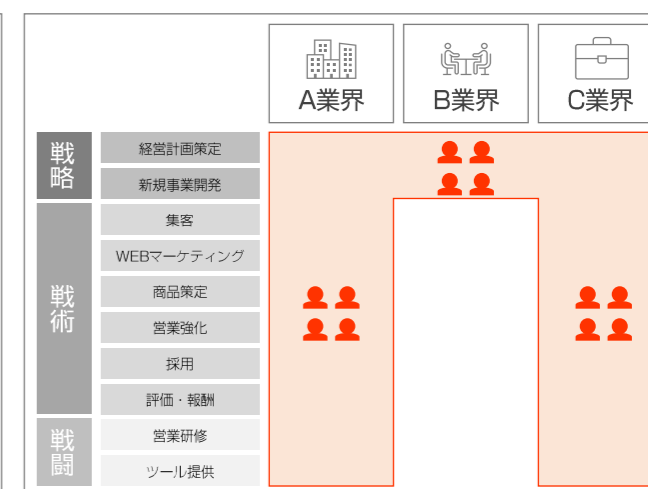 A業界
B業界
C業界
戦略
経営計画策定
新規事業開発
戦術
集客
WEBマーケティング
商品策定
営業強化
採用
評価・報酬
戦闘
営業研修
ツール提供